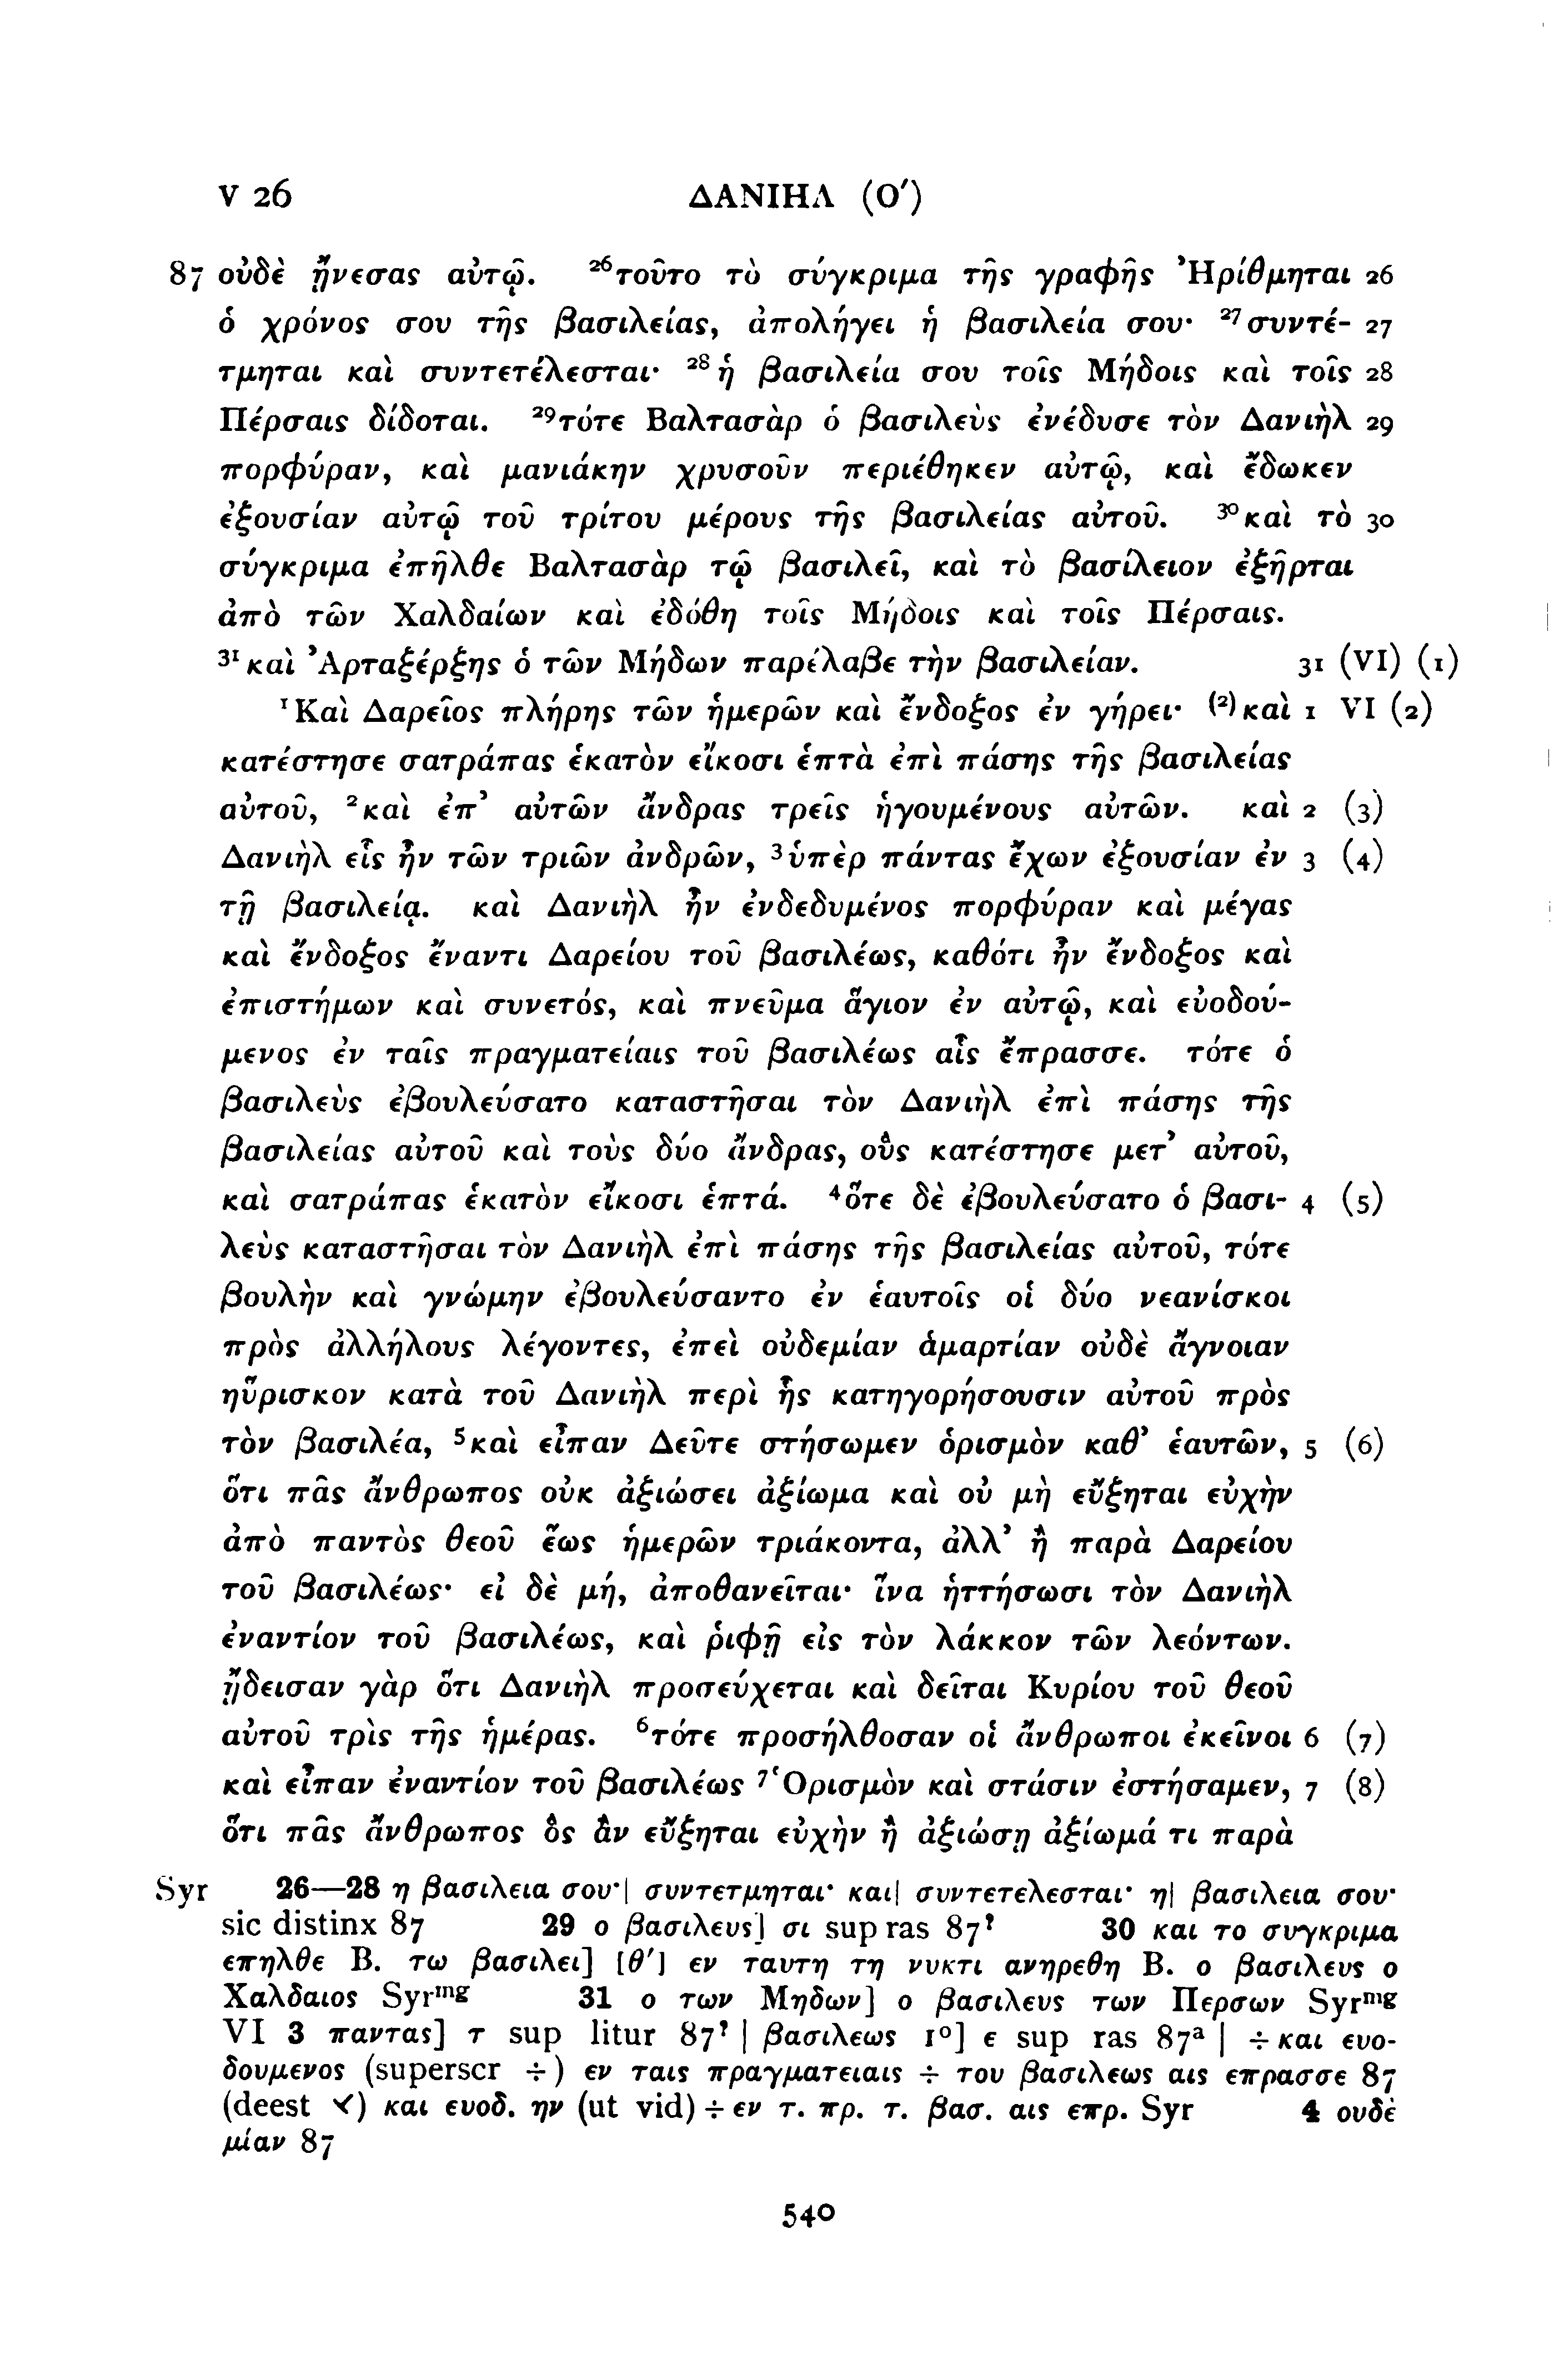 V 26 ΔΑΝΙΗΛ (Ο′)
87 οὐδὲ ᾔνεσας αὐτῷ. ²⁶τοῦτο τὸ σύγκριμα τῆς γραφῆς Ἠρίθμηται 26
ὁ χρόνος σου τῆς βασιλείας, ἀπολήγει ἡ βασιλεία σου· ²⁷συντέ- 27
τμηται καὶ συντετέλεσται· ²⁸ἡ βασιλεία σου τοῖς Μήδοις καὶ τοῖς 28
Πέρσαις δίδοται. ²⁹τότε Βαλτασὰρ ὁ βασιλεὺς ἐνέδυσε τὸν Δανιὴλ 29
πορφύραν, καὶ μανιάκην χρυσοῦν περιέθηκεν αὐτῷ, καὶ ἔδωκεν
ἐξουσίαν αὐτῷ τοῦ τρίτου μέρους τῆς βασιλείας αὐτοῦ. ³⁰καὶ τὸ 30
σύγκριμα ἐπῆλθε Βαλτασὰρ τῷ βασιλεῖ, καὶ τὸ βασίλειον ἐξῆρται
ἀπὸ τῶν Χαλδαίων καὶ ἐδόθη τοῖς Μήδοις καὶ τοῖς Πέρσαις.
³¹καὶ Ἀρταξέρξης ὁ τῶν Μήδων παρέλαβε τὴν βασιλείαν. 31 (VI) (1)
¹Καὶ Δαρεῖος πλήρης τῶν ἡμερῶν καὶ ἔνδοξος ἐν γήρει· ⁽²⁾καὶ 1 VI (2)
κατέστησε σατράπας ἑκατὸν εἴκοσι ἑπτὰ ἐπὶ πάσης τῆς βασιλείας
αὐτοῦ, ²καὶ ἐπ’ αὐτῶν ἄνδρας τρεῖς ἡγουμένους αὐτῶν. καὶ 2 (3)
Δανιὴλ εἷς ἦν τῶν τριῶν ἀνδρῶν, ³ὑπὲρ πάντας ἔχων ἐξουσίαν ἐν 3 (4)
τῇ βασιλείᾳ. καὶ Δανιὴλ ἦν ἐνδεδυμένος πορφύραν καὶ μέγας
καὶ ἔνδοξος ἔναντι Δαρείου τοῦ βασιλέως, καθότι ἦν ἔνδοξος καὶ
ἐπιστήμων καὶ συνετός, καὶ πνεῦμα ἅγιον ἐν αὐτῷ, καὶ εὐοδού-
μενος ἐν ταῖς πραγματείαις τοῦ βασιλέως αἷς ἔπρασσε. τότε ὁ
βασιλεὺς ἐβουλεύσατο καταστῆσαι τὸν Δανιὴλ ἐπὶ πάσης τῆς
βασιλείας αὐτοῦ καὶ τοὺς δύο ἄνδρας, οὓς κατέστησε μετ’ αὐτοῦ,
καὶ σατράπας ἑκατὸν εἴκοσι ἑπτά. ⁴ὅτε δὲ ἐβουλεύσατο ὁ βασι- 4 (5)
λεὺς καταστῆσαι τὸν Δανιὴλ ἐπὶ πάσης τῆς βασιλείας αὐτοῦ, τότε
βουλὴν καὶ γνώμην ἐβουλεύσαντο ἐν ἑαυτοῖς οἱ δύο νεανίσκοι
πρὸς ἀλλήλους λέγοντες, ἐπεὶ οὐδεμίαν ἁμαρτίαν οὐδὲ ἄγνοιαν
ηὕρισκον κατὰ τοῦ Δανιὴλ περὶ ἧς κατηγορήσουσιν αὐτοῦ πρὸς
τὸν βασιλέα, ⁵καὶ εἶπαν Δεῦτε στήσωμεν ὁρισμὸν καθ’ ἑαυτῶν, 5 (6)
ὅτι πᾶς ἄνθρωπος οὐκ ἀξιώσει ἀξίωμα καὶ οὐ μὴ εὔξηται εὐχὴν
ἀπὸ παντὸς θεοῦ ἕως ἡμερῶν τριάκοντα, ἀλλ’ ἢ παρὰ Δαρείου
τοῦ βασιλέως· εἰ δὲ μή, ἀποθανεῖται· ἵνα ἡττήσωσι τὸν Δανιὴλ
ἐναντίον τοῦ βασιλέως, καὶ ῥιφῇ εἰς τὸν λάκκον τῶν λεόντων.
ᾔδεισαν γὰρ ὅτι Δανιὴλ προσεύχεται καὶ δεῖται Κυρίου τοῦ θεοῦ
αὐτοῦ τρὶς τῆς ἡμέρας. ⁶τότε προσήλθοσαν οἱ ἄνθρωποι ἐκεῖνοι 6 (7)
καὶ εἶπαν ἐναντίον τοῦ βασιλέως ⁷Ὁρισμὸν καὶ στάσιν ἐστήσαμεν, 7 (8)
ὅτι πᾶς ἄνθρωπος ὃς ἂν εὔξηται εὐχὴν ἢ ἀξιώσῃ ἀξίωμά τι παρὰ
Syr 26—28 η βασιλεια σου·| συντετμηται· και| συντετελεσται· η| βασιλεια σου·
sic distinx 87 29 ο βασιλευς] σι sup ras 87? 30 και το συγκριμα
επηλθε Β. τω βασιλει] [θ′] εν ταυτη τη νυκτι ανηρεθη Β. ο βασιλευς ο
Χαλδαιος Syrᵐᵍ 31 ο των Μηδων] ο βασιλευς των Περσων Syrᵐᵍ
VI 3 παντας] τ sup litur 87? | βασιλεως 1°] ε sup ras 87ᵃ | ÷ και ευο-
δουμενος (superscr ÷) εν ταις πραγματειαις ÷ του βασιλεως αις επρασσε 87
(deest ⸔) και ευοδ. ην (ut vid) ÷ εν τ. πρ. τ. βασ. αις επρ. Syr 4 ουδὲ
μίαν 87
540